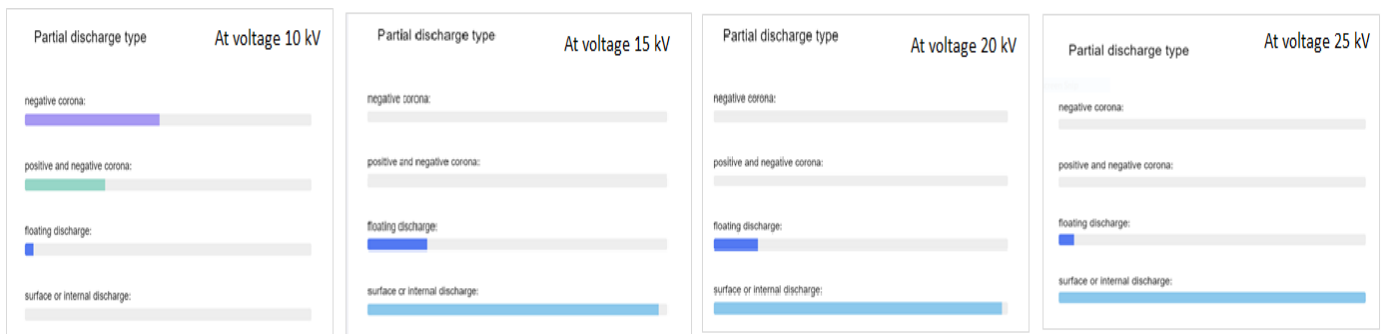 Partial discharge type
At voltage 10 kV
negative corona:
positive and negative corona:
floating discharge:
surface or internal discharge:
Partial discharge type
At voltage 15 kV
negative corona:
positive and negative corona:
floating discharge:
surface or internal discharge:
Partial discharge type
At voltage 20 kV
negative corona:
positive and negative corona:
floating discharge:
surface or internal discharge:
Partial discharge type
At voltage 25 kV
negative corona:
positive and negative corona:
floating discharge:
surface or internal discharge: